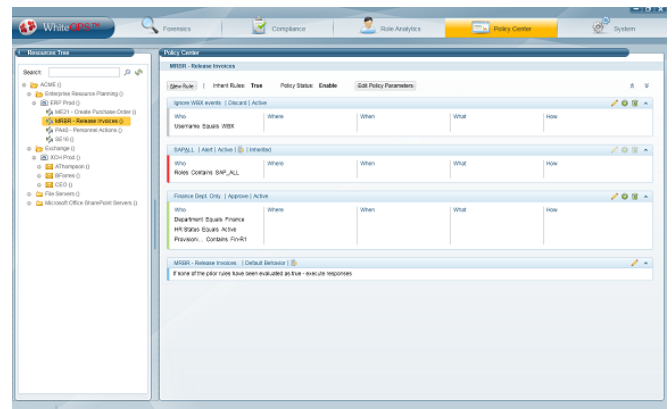 WhiteOPS™
Forensics
Compliance
Role Analytics
Policy Center
System
Resources Tree
Search:
ACME ()
Enterprise Resource Planning ()
ERP Prod ()
ME21 - Create Purchase Order ()
MRBR - Release Invoices ()
PA40 - Personnel Actions ()
SE16 ()
Exchange ()
XCH Prod ()
AThompson ()
BFlores ()
CEO ()
File Servers ()
Microsoft Office SharePoint Servers ()
Policy Center
MRBR - Release Invoices
New Rule | Inherit Rules: True Policy Status: Enable Edit Policy Parameters
Ignore WBX events | Discard | Active
Who Where When What How
Username Equals WBX
SAP_ALL | Alert | Active | Inherited
Who Where When What How
Roles Contains SAP_ALL
Finance Dept. Only | Approve | Active
Who Where When What How
Department Equals Finance
HR Status Equals Active
Provision... Contains Fin-R1
MRBR - Release Invoices | Default Behavior |
If none of the prior rules have been evaluated as true - execute responses